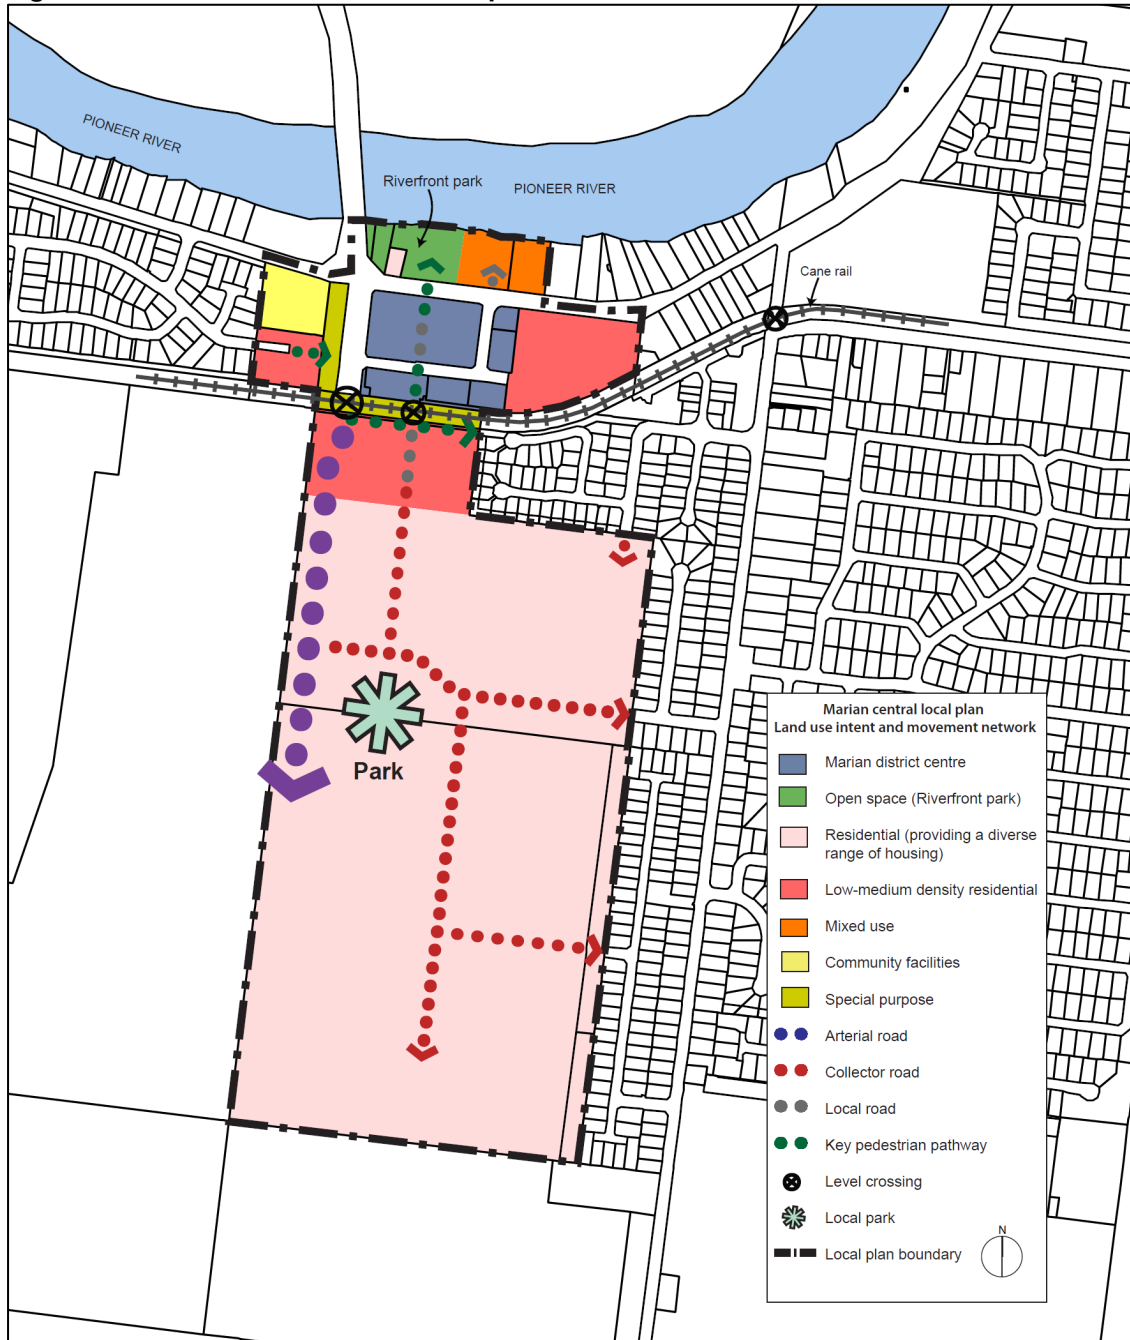 PIONEER RIVER
Riverfront park
PIONEER RIVER
Cane rail
Park
Marian central local plan
Land use intent and movement network
Marian district centre
Open space (Riverfront park)
Residential (providing a diverse
range of housing)
Low-medium density residential
Mixed use
Community facilities
Special purpose
Arterial road
Collector road
Local road
Key pedestrian pathway
Level crossing
Local park
Local plan boundary
N